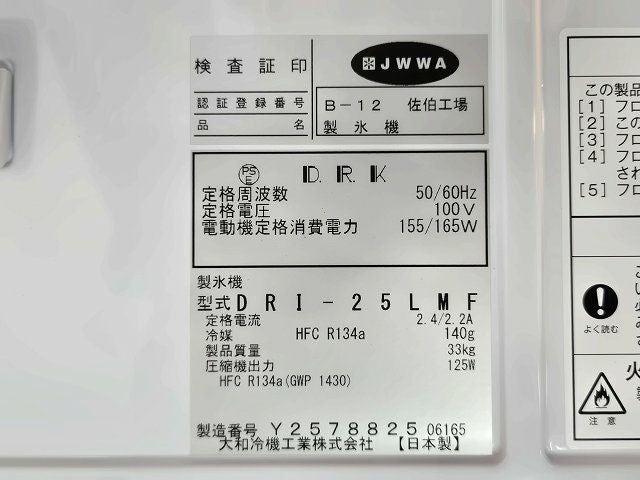 検査証印
JWWA
認証登録番号 B-12 佐伯工場
品名 製氷機
PSE D.R.K
定格周波数 50/60Hz
定格電圧 100V
電動機定格消費電力 155/165W
製氷機
型式 DRI-25LMF
定格電流 2.4/2.2A
冷媒 HFC R134a 140g
製品質量 33kg
圧縮機出力 125W
HFC R134a(GWP 1430)
製造番号 Y2578825 06165
大和冷機工業株式会社 【日本製】
この製品
[1] フロ
[2] この
[3] フロ
[4] フロ
され
[5] フロ
よく読む
火
注意